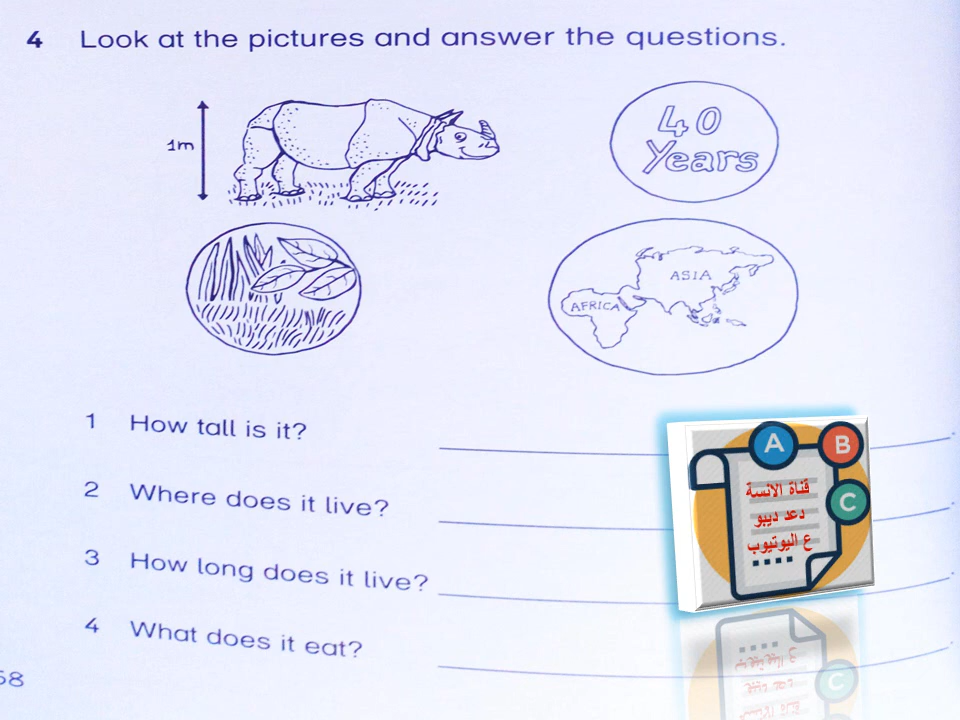 4 Look at the pictures and answer the questions.
1m
40
Years
ASIA
AFRICA
1 How tall is it?
2 Where does it live?
3 How long does it live?
4 What does it eat?
A
B
C
قناة الانسة
دعد ديبو
ع اليوتيوب